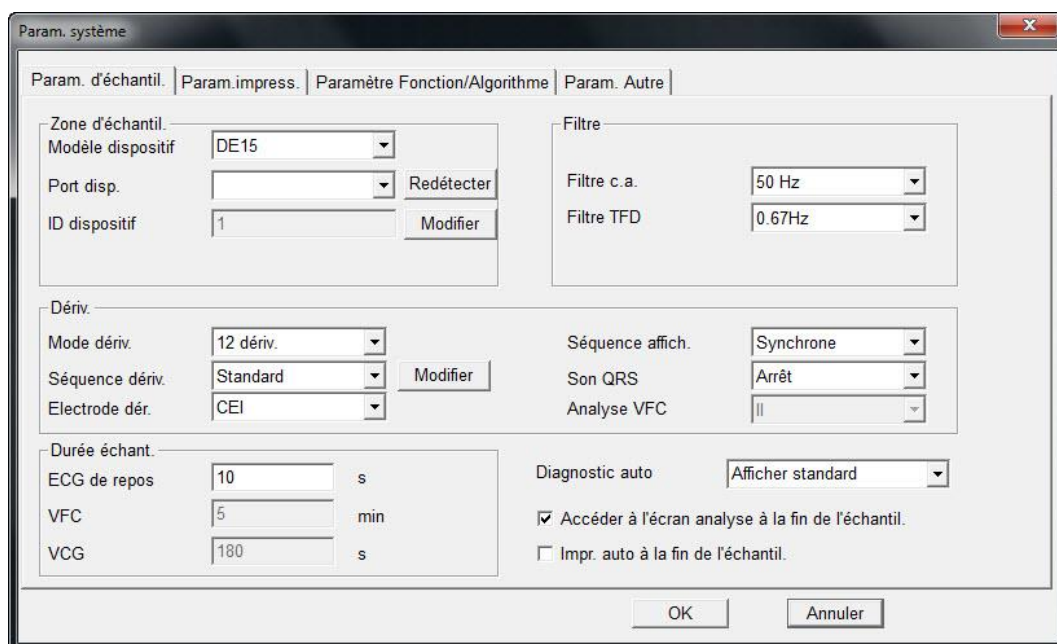 Param. système
Param. d'échantil. Param.impress. Paramètre Fonction/Algorithme Param. Autre
Zone d'échantil.
Modèle dispositif DE15
Port disp. Redétecter
ID dispositif 1 Modifier
Filtre
Filtre c.a. 50 Hz
Filtre TFD 0.67Hz
Dériv.
Mode dériv. 12 dériv.
Séquence dériv. Standard Modifier
Electrode dér. CEI
Séquence affich. Synchrone
Son QRS Arrêt
Analyse VFC II
Durée échant.
ECG de repos 10 s
VFC 5 min
VCG 180 s
Diagnostic auto Afficher standard
Accéder à l'écran analyse à la fin de l'échantil.
Impr. auto à la fin de l'échantil.
OK Annuler